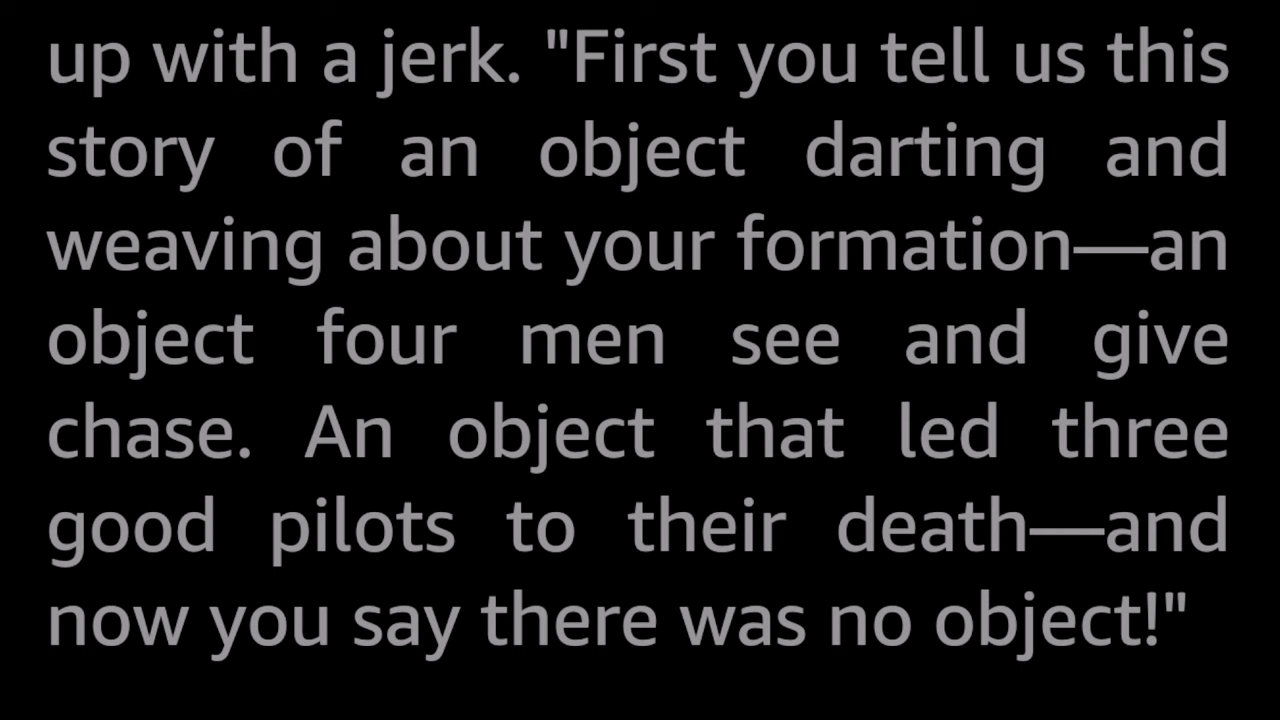 up with a jerk. "First you tell us this
story of an object darting and
weaving about your formation—an
object four men see and give
chase. An object that led three
good pilots to their death—and
now you say there was no object!"